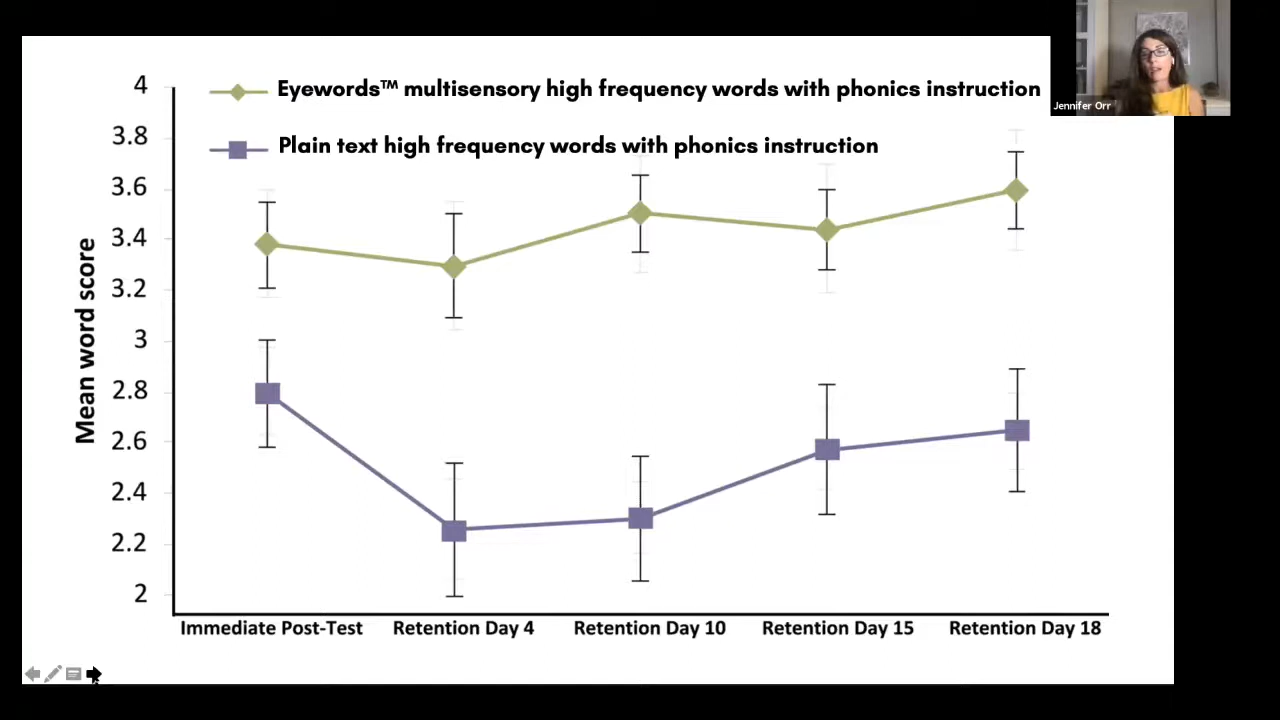 Eyewords™ multisensory high frequency words with phonics instruction
Jennifer Orr
Plain text high frequency words with phonics instruction
Mean word score
4
3.8
3.6
3.4
3.2
3
2.8
2.6
2.4
2.2
2
Immediate Post-Test
Retention Day 4
Retention Day 10
Retention Day 15
Retention Day 18